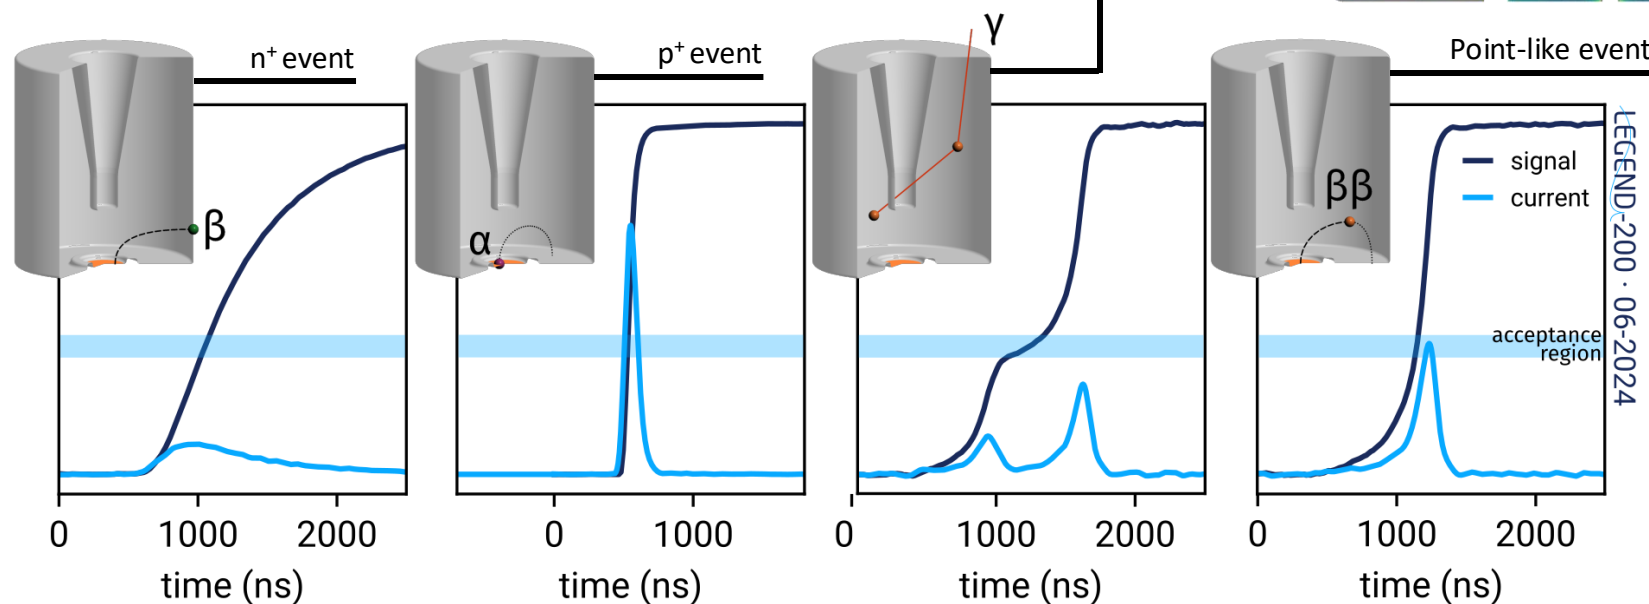 n⁺ event
p⁺ event
γ
Point-like event
β
α
ββ
signal
current
acceptance
region
LEGEND-200 · 06-2024
0 1000 2000
0 1000
0 1000 2000
0 1000 2000
time (ns)
time (ns)
time (ns)
time (ns)